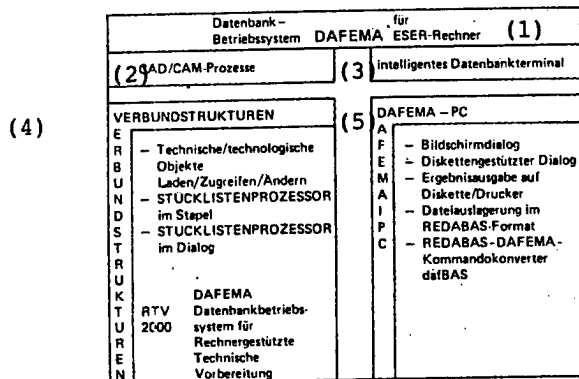 Datenbank – für
Betriebssystem DAFEMA ESER-Rechner (1)
(2) CAD/CAM-Prozesse
(3) intelligentes Datenbankterminal
(4)
VERBUNDSTRUKTUREN
ERBUNDSTRUKTUREN
– Technische/technologische
Objekte
Laden/Zugreifen/Ändern
– STÜCKLISTENPROZESSOR
im Stapel
– STÜCKLISTENPROZESSOR
im Dialog
DAFEMA
RTV Datenbankbetriebs-
2000 system für
Rechnergestützte
Technische
Vorbereitung
(5) DAFEMA – PC
AFEMAIPC
– Bildschirmdialog
– Diskettengestützter Dialog
– Ergebnisausgabe auf
Diskette/Drucker
– Dateiauslagerung im
REDABAS-Format
– REDABAS-DAFEMA-
Kommandokonverter
dafBAS